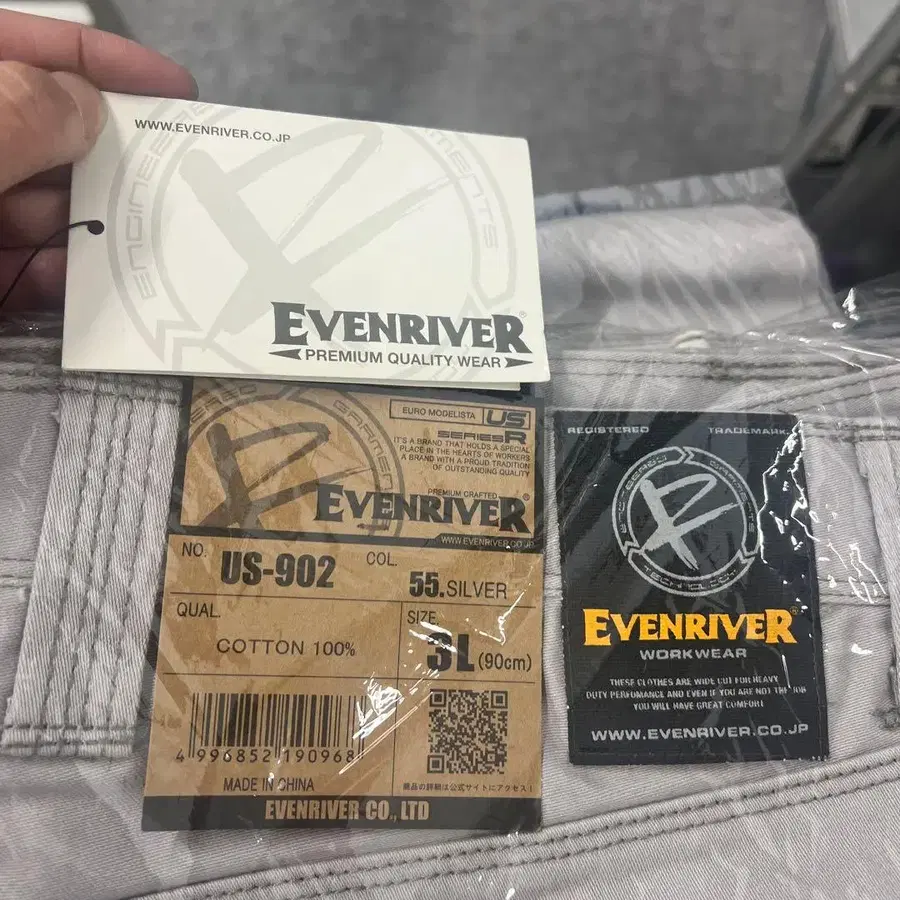 WWW.EVENRIVER.CO.JP
ENGINEERED GARMENTS
EVENRIVER®
PREMIUM QUALITY WEAR
GARMENTS
EURO MODELISTA US
SERIES R
IT'S A BRAND THAT HOLDS A SPECIAL
PLACE IN THE HEARTS OF WORKERS
A BRAND WITH A PROUD TRADITION
OF OUTSTANDING QUALITY
PREMIUM CRAFTED
EVENRIVER®
WWW.EVENRIVER.CO.JP
NO. US-902 COL. 55.SILVER
QUAL. COTTON 100%
SIZE. 3L(90cm)
4 996852 190968
MADE IN CHINA
商品の詳細は公式サイトにアクセス!
EVENRIVER CO., LTD
REGISTERED TRADEMARK.
GARMENTS
EVENRIVER®
WORKWEAR
THESE CLOTHES ARE WIDE CUT FOR HEAVY
DUTY PERFOMANCE AND EVEN IF YOU ARE NOT THE JOB
YOU WILL HAVE GREAT COMFORT
WWW.EVENRIVER.CO.JP